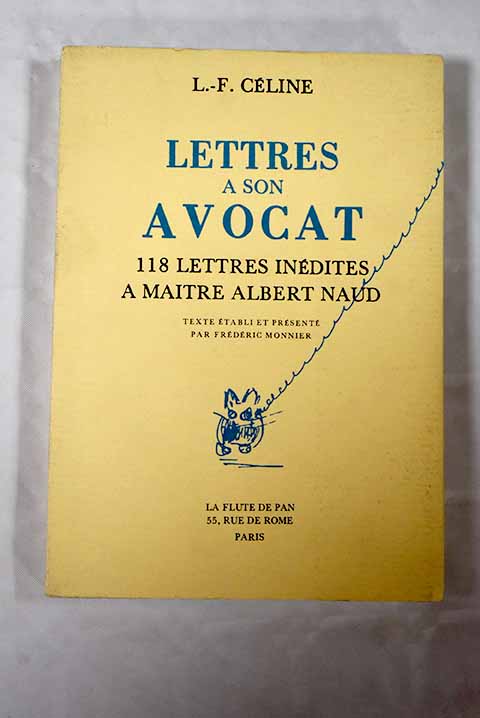 L.-F. CÉLINE
LETTRES
A SON
AVOCAT
118 LETTRES INÉDITES
A MAITRE ALBERT NAUD
TEXTE ÉTABLI ET PRÉSENTÉ
PAR FRÉDÉRIC MONNIER
LA FLUTE DE PAN
55, RUE DE ROME
PARIS